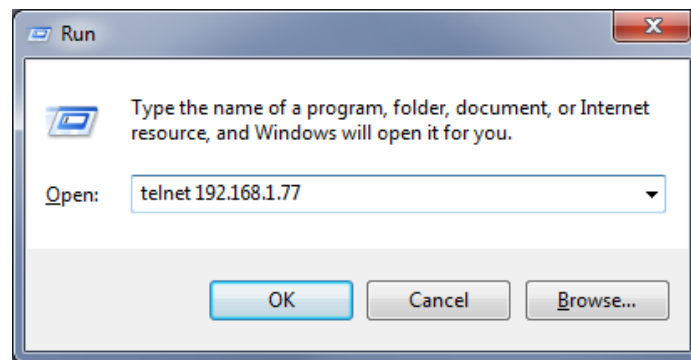 Run
Type the name of a program, folder, document, or Internet
resource, and Windows will open it for you.
Open:
telnet 192.168.1.77
OK
Cancel
Browse...